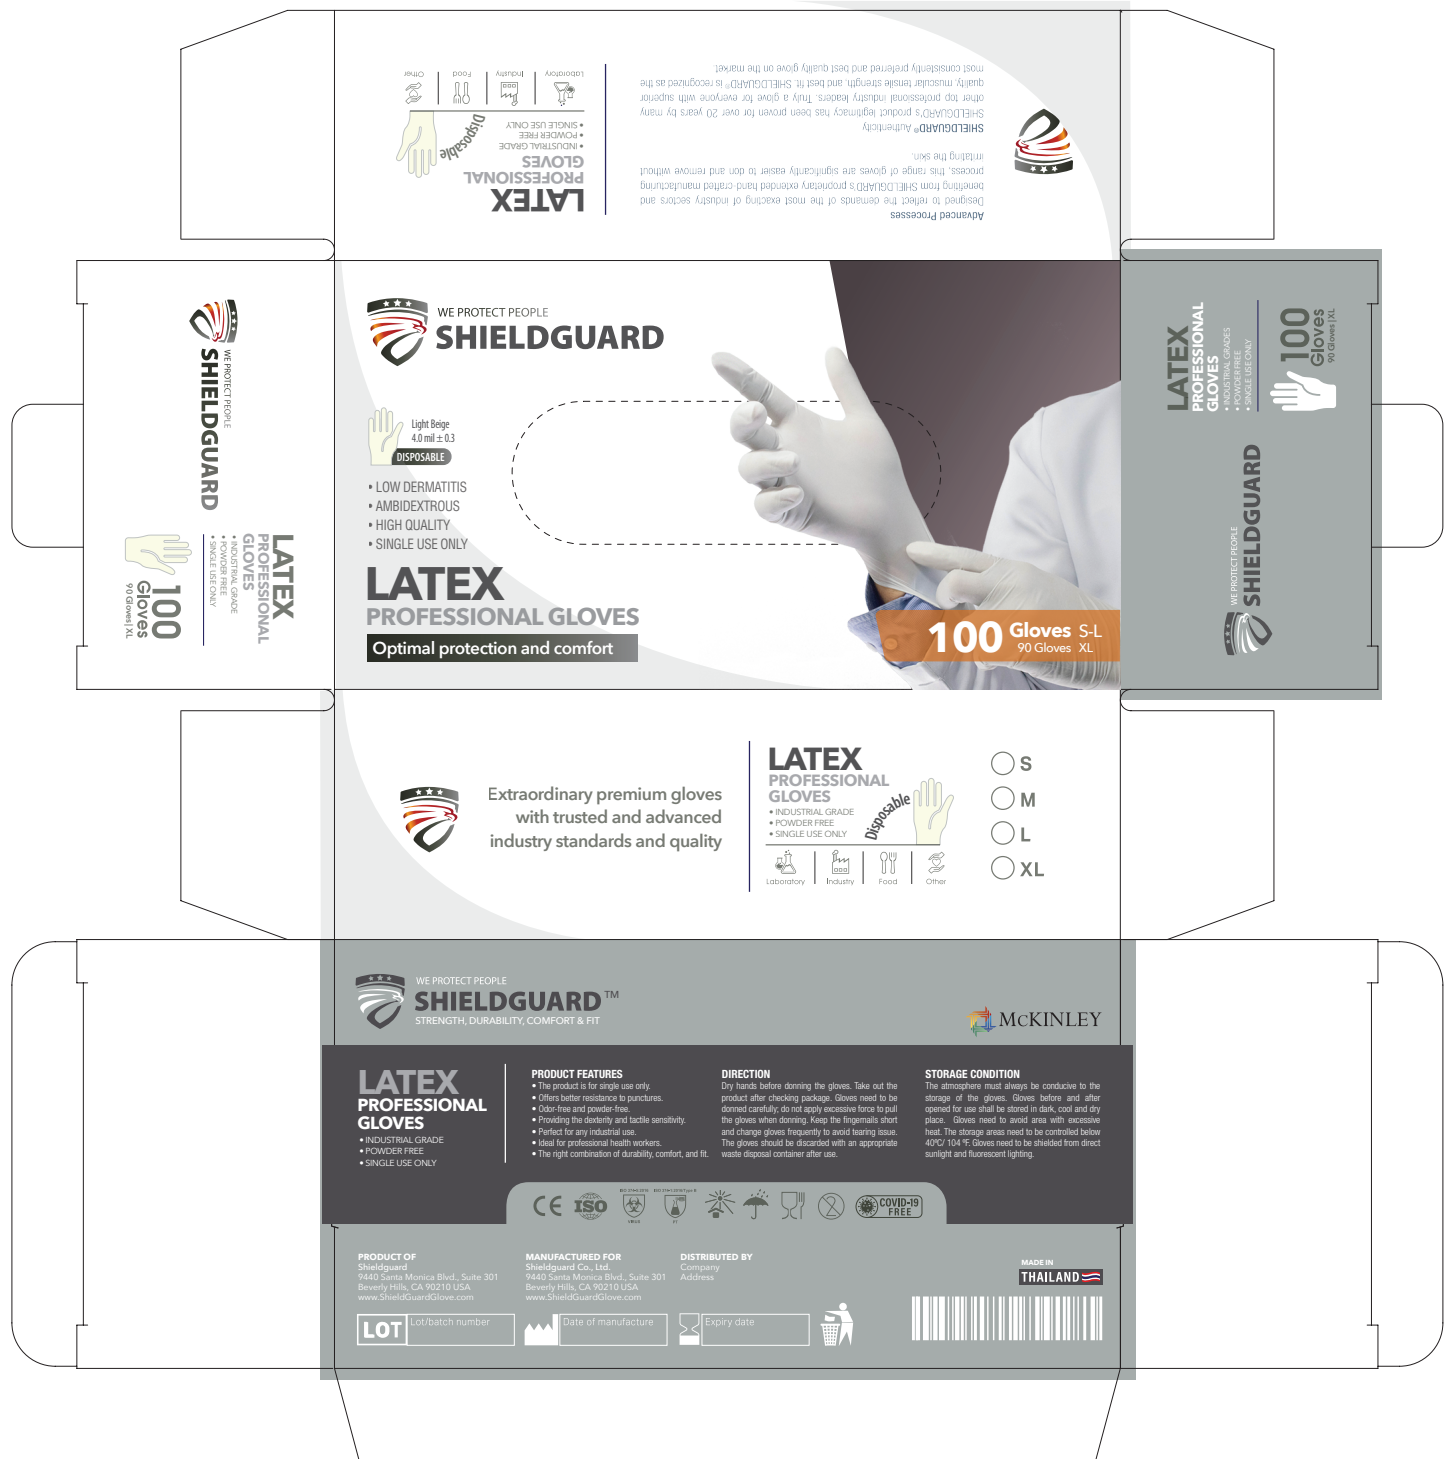 Advanced Processes
Designed to reflect the demands of the most exacting of industry sectors and
benefiting from SHIELDGUARD's proprietary extended hand-crafted manufacturing
process, this range of gloves are significantly easier to don and remove without
irritating the skin.
SHIELDGUARD® Authenticity
SHIELDGUARD'S product legitimacy has been proven for over 20 years by many
other top professional industry leaders. Truly a glove for everyone with superior
quality, muscular tensile strength, and best fit. SHIELDGUARD® is recognized as the
most consistently preferred and best quality glove on the market.
LATEX
PROFESSIONAL
GLOVES
• INDUSTRIAL GRADE
• POWDER FREE
• SINGLE USE ONLY
Disposable
Laboratory
Industry
Food
Other
WE PROTECT PEOPLE
SHIELDGUARD
LATEX
PROFESSIONAL
GLOVES
• INDUSTRIAL GRADE
• POWDER FREE
• SINGLE USE ONLY
100
Gloves
90 Gloves | XL
WE PROTECT PEOPLE
SHIELDGUARD
Light Beige
4.0 mil ± 0.3
DISPOSABLE
• LOW DERMATITIS
• AMBIDEXTROUS
• HIGH QUALITY
• SINGLE USE ONLY
LATEX
PROFESSIONAL GLOVES
Optimal protection and comfort
100 Gloves S-L
90 Gloves XL
LATEX
PROFESSIONAL
GLOVES
• INDUSTRIAL GRADES
• POWDER FREE
• SINGLE USE ONLY
100
Gloves
90 Gloves | XL
WE PROTECT PEOPLE
SHIELDGUARD
Extraordinary premium gloves
with trusted and advanced
industry standards and quality
LATEX
PROFESSIONAL
GLOVES
• INDUSTRIAL GRADE
• POWDER FREE
• SINGLE USE ONLY
Disposable
Laboratory
Industry
Food
Other
S
M
L
XL
WE PROTECT PEOPLE
SHIELDGUARD™
STRENGTH, DURABILITY, COMFORT & FIT
McKINLEY
LATEX
PROFESSIONAL
GLOVES
• INDUSTRIAL GRADE
• POWDER FREE
• SINGLE USE ONLY
PRODUCT FEATURES
• The product is for single use only.
• Offers better resistance to punctures.
• Odor-free and powder-free.
• Providing the dexterity and tactile sensitivity.
• Perfect for any industrial use.
• Ideal for professional health workers.
• The right combination of durability, comfort, and fit.
DIRECTION
Dry hands before donning the gloves. Take out the
product after checking package. Gloves need to be
donned carefully; do not apply excessive force to pull
the gloves when donning. Keep the fingernails short
and change gloves frequently to avoid tearing issue.
The gloves should be discarded with an appropriate
waste disposal container after use.
STORAGE CONDITION
The atmosphere must always be conducive to the
storage of the gloves. Gloves before and after
opened for use shall be stored in dark, cool and dry
place. Gloves need to avoid area with excessive
heat. The storage areas need to be controlled below
40ºC/ 104 ºF. Gloves need to be shielded from direct
sunlight and fluorescent lighting.
CE
ISO
VIRUS
2
COVID-19
FREE
PRODUCT OF
Shieldguard
9440 Santa Monica Blvd., Suite 301
Beverly Hills, CA 90210 USA
www.ShieldGuardGlove.com
MANUFACTURED FOR
Shieldguard Co., Ltd.
9440 Santa Monica Blvd., Suite 301
Beverly Hills, CA 90210 USA
www.ShieldGuardGlove.com
DISTRIBUTED BY
Company
Address
MADE IN
THAILAND
LOT
Lot/batch number
Date of manufacture
Expiry date